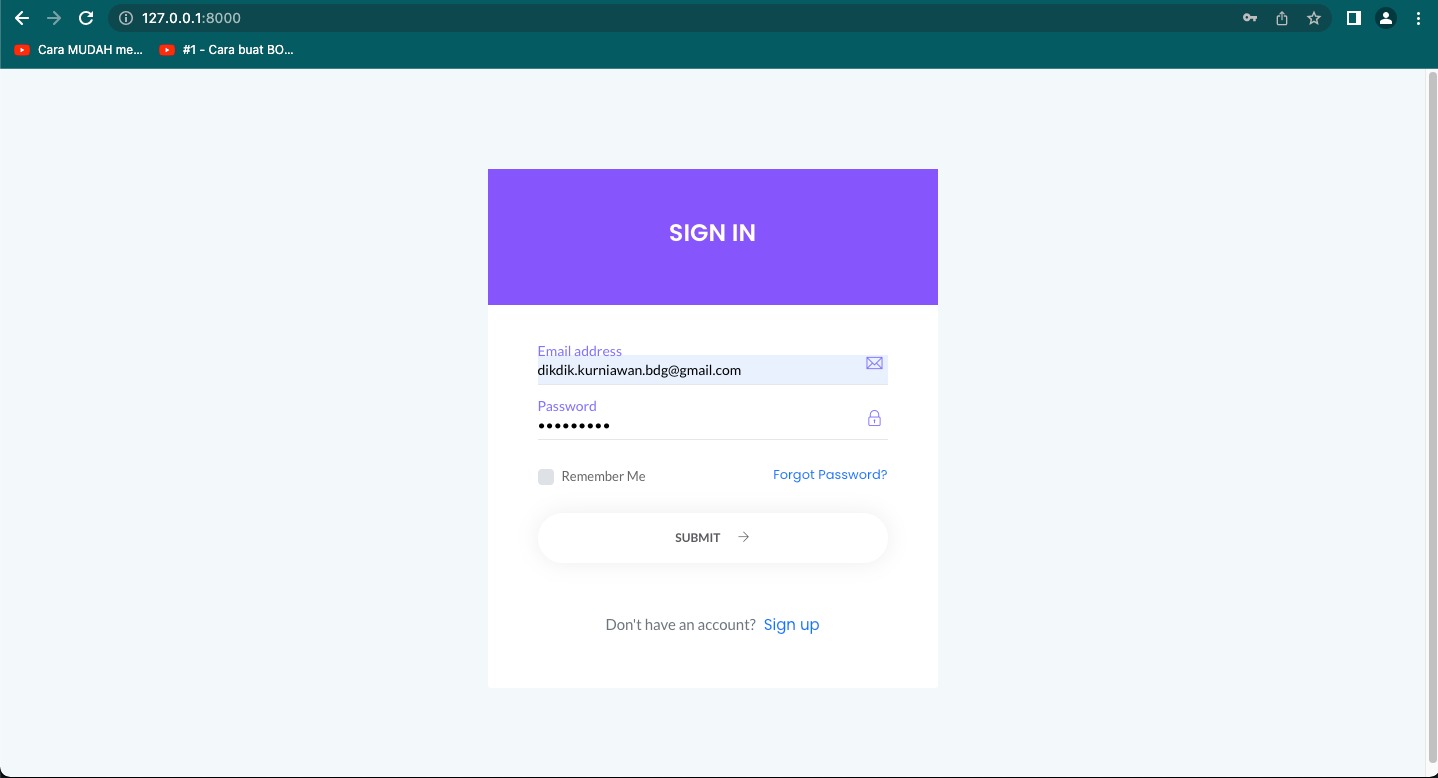 127.0.0.1:8000
Cara MUDAH me... #1 - Cara buat BO...
SIGN IN
Email address
dikdik.kurniawan.bdg@gmail.com
Password
•••••••••
Remember Me Forgot Password?
SUBMIT →
Don't have an account? Sign up